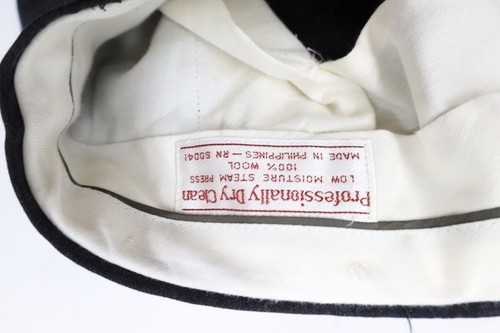 Professionally Dry Clean
LOW MOISTURE STEAM PRESS
100% WOOL
MADE IN PHILIPPINES — RN 50041